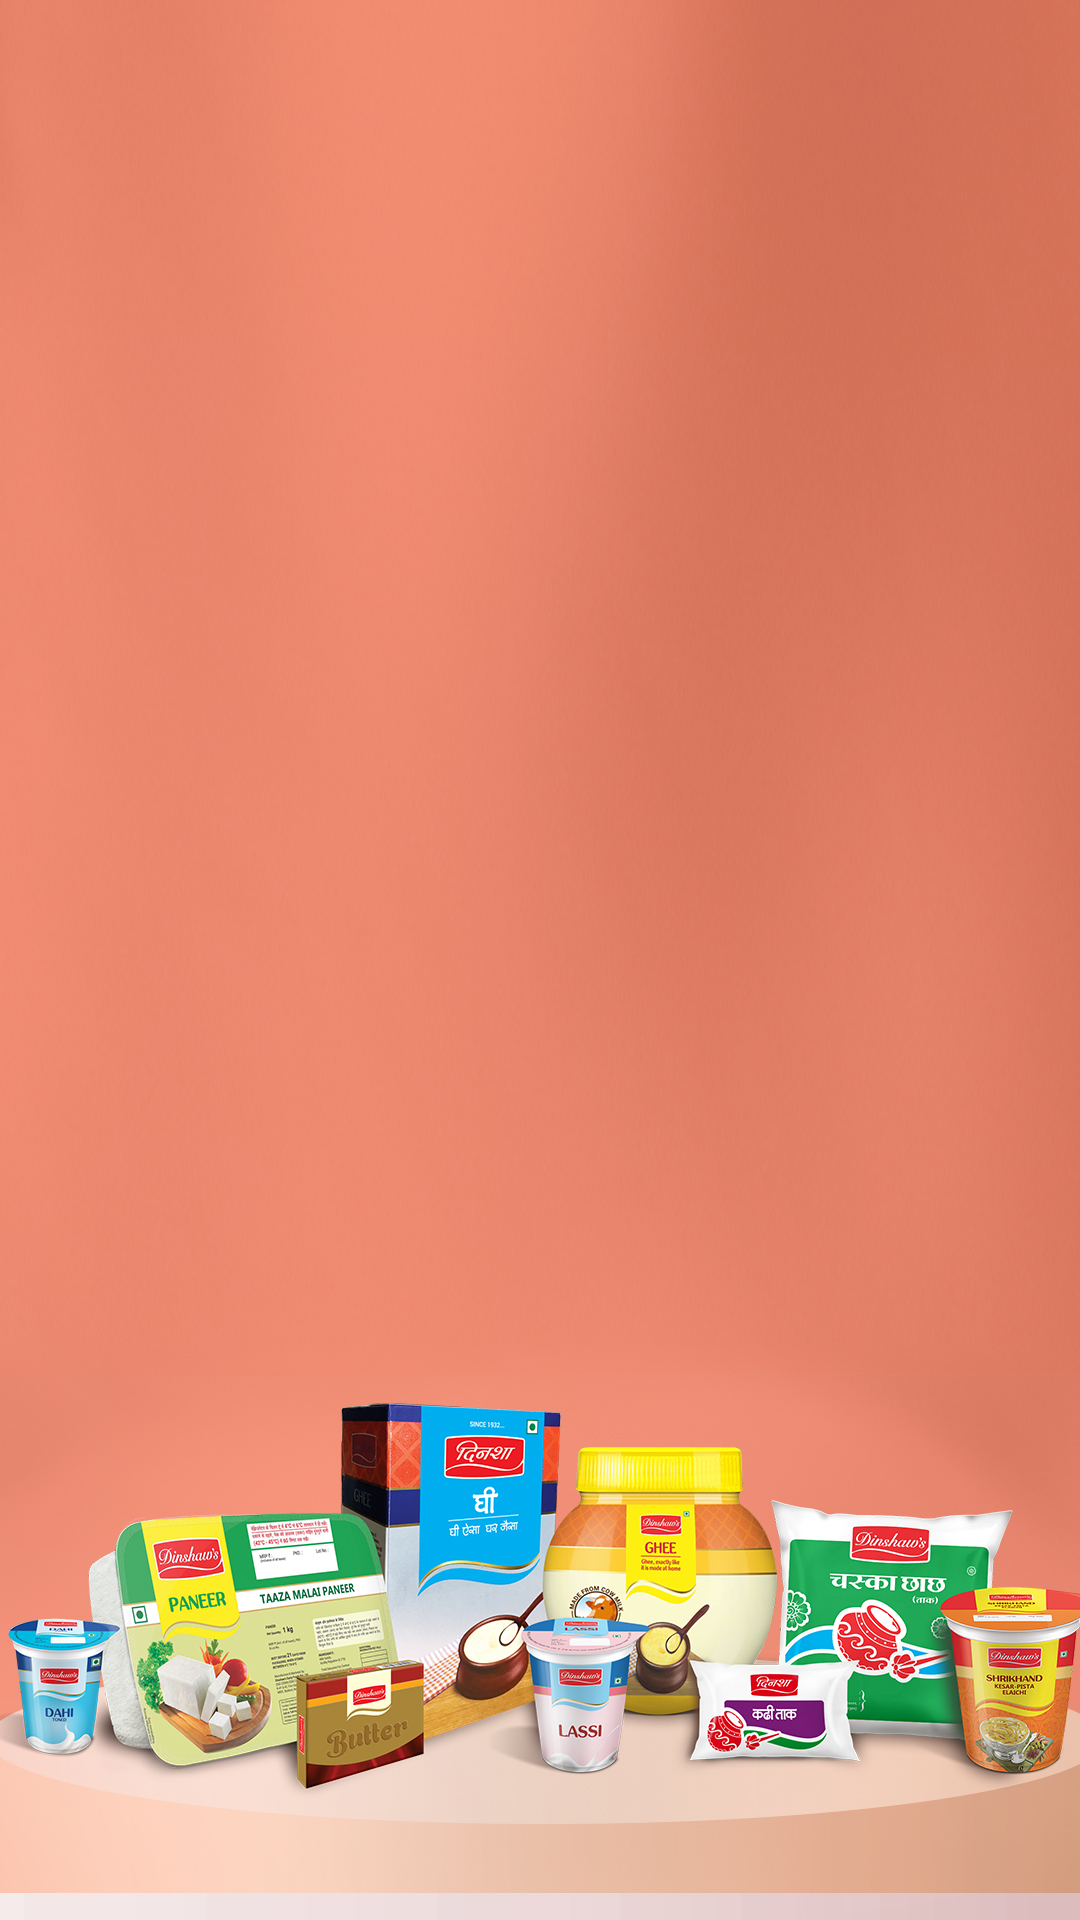 DAHI
Dinshaw's
DAHI
TONED
Dinshaw's
PANEER
TAAZA MALAI PANEER
1 kg
Dinshaw's
Butter
SINCE 1932...
दिनशा
घी
घी ऐसा घर जैसा
GHEE
Dinshaw's
GHEE
Ghee, exactly like
it is made at home
MADE FROM COW MILK
LASSI
Dinshaw's
LASSI
दिनशा
कढी ताक
Dinshaw's
चस्का छाछ
(ताक)
SHRIKHAND
Dinshaw's
SHRIKHAND
KESAR-PISTA
ELAICHI